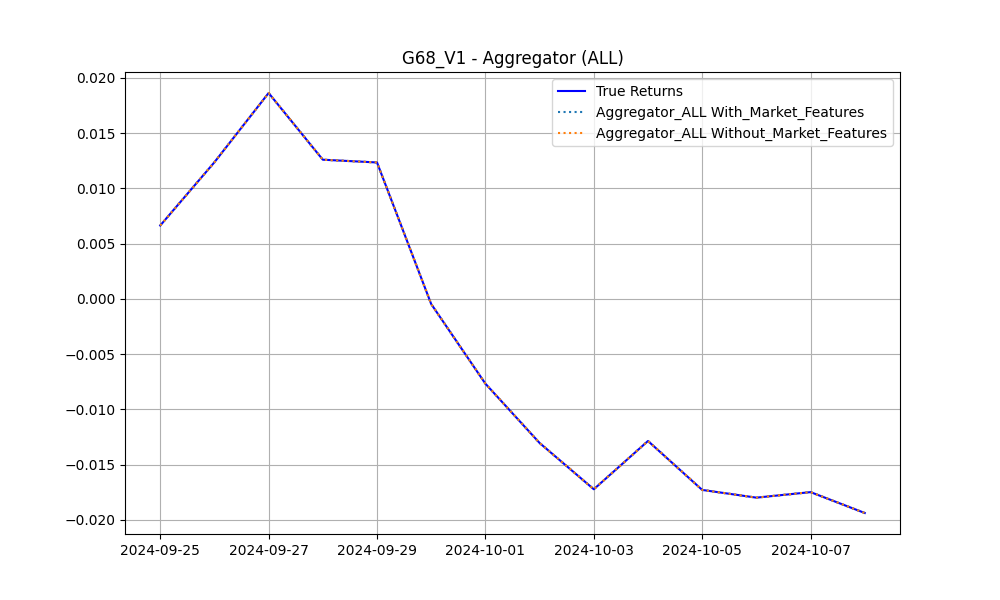 G68_V1 - Aggregator (ALL)
True Returns
Aggregator_ALL With_Market_Features
Aggregator_ALL Without_Market_Features
0.020
0.015
0.010
0.005
0.000
−0.005
−0.010
−0.015
−0.020
2024-09-25 2024-09-27 2024-09-29 2024-10-01 2024-10-03 2024-10-05 2024-10-07